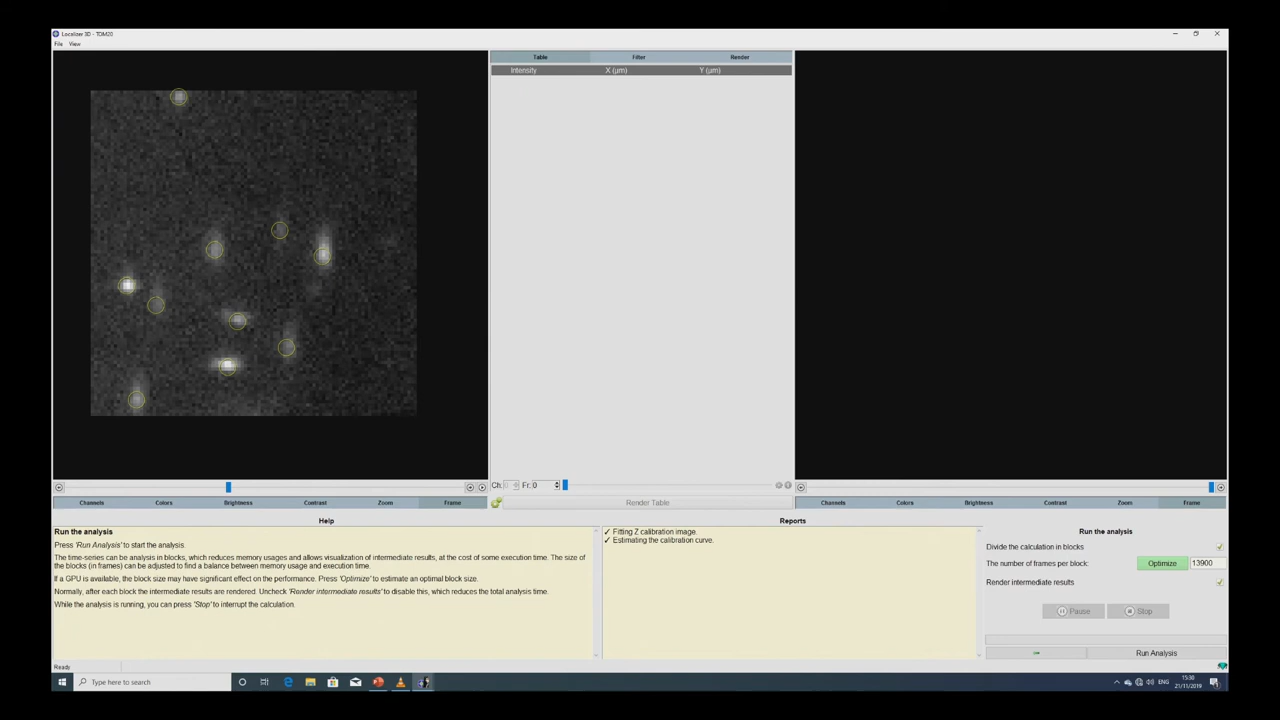 Localizer 3D - TDM20
File View
Table Filter Render
Intensity X (µm) Y (µm)
Ch: 0 Fr: 0
Channels Colors Brightness Contrast Zoom Frame
Render Table
Channels Colors Brightness Contrast Zoom Frame
Help
Run the analysis
Press 'Run Analysis' to start the analysis.
The time-series can be analysis in blocks, which reduces memory usages and allows visualization of intermediate results, at the cost of some execution time. The size of
the blocks (in frames) can be adjusted to find a balance between memory usage and execution time.
If a GPU is available, the block size may have significant effect on the performance. Press 'Optimize' to estimate an optimal block size.
Normally, after each block the intermediate results are rendered. Uncheck 'Render intermediate results' to disable this, which reduces the total analysis time.
While the analysis is running, you can press 'Stop' to interrupt the calculation.
Reports
✓ Fitting Z calibration image.
✓ Estimating the calibration curve.
Run the analysis
Divide the calculation in blocks
The number of frames per block: Optimize 13900
Render intermediate results
Pause Stop
Run Analysis
Ready
Type here to search
ENG
15:30
21/11/2019